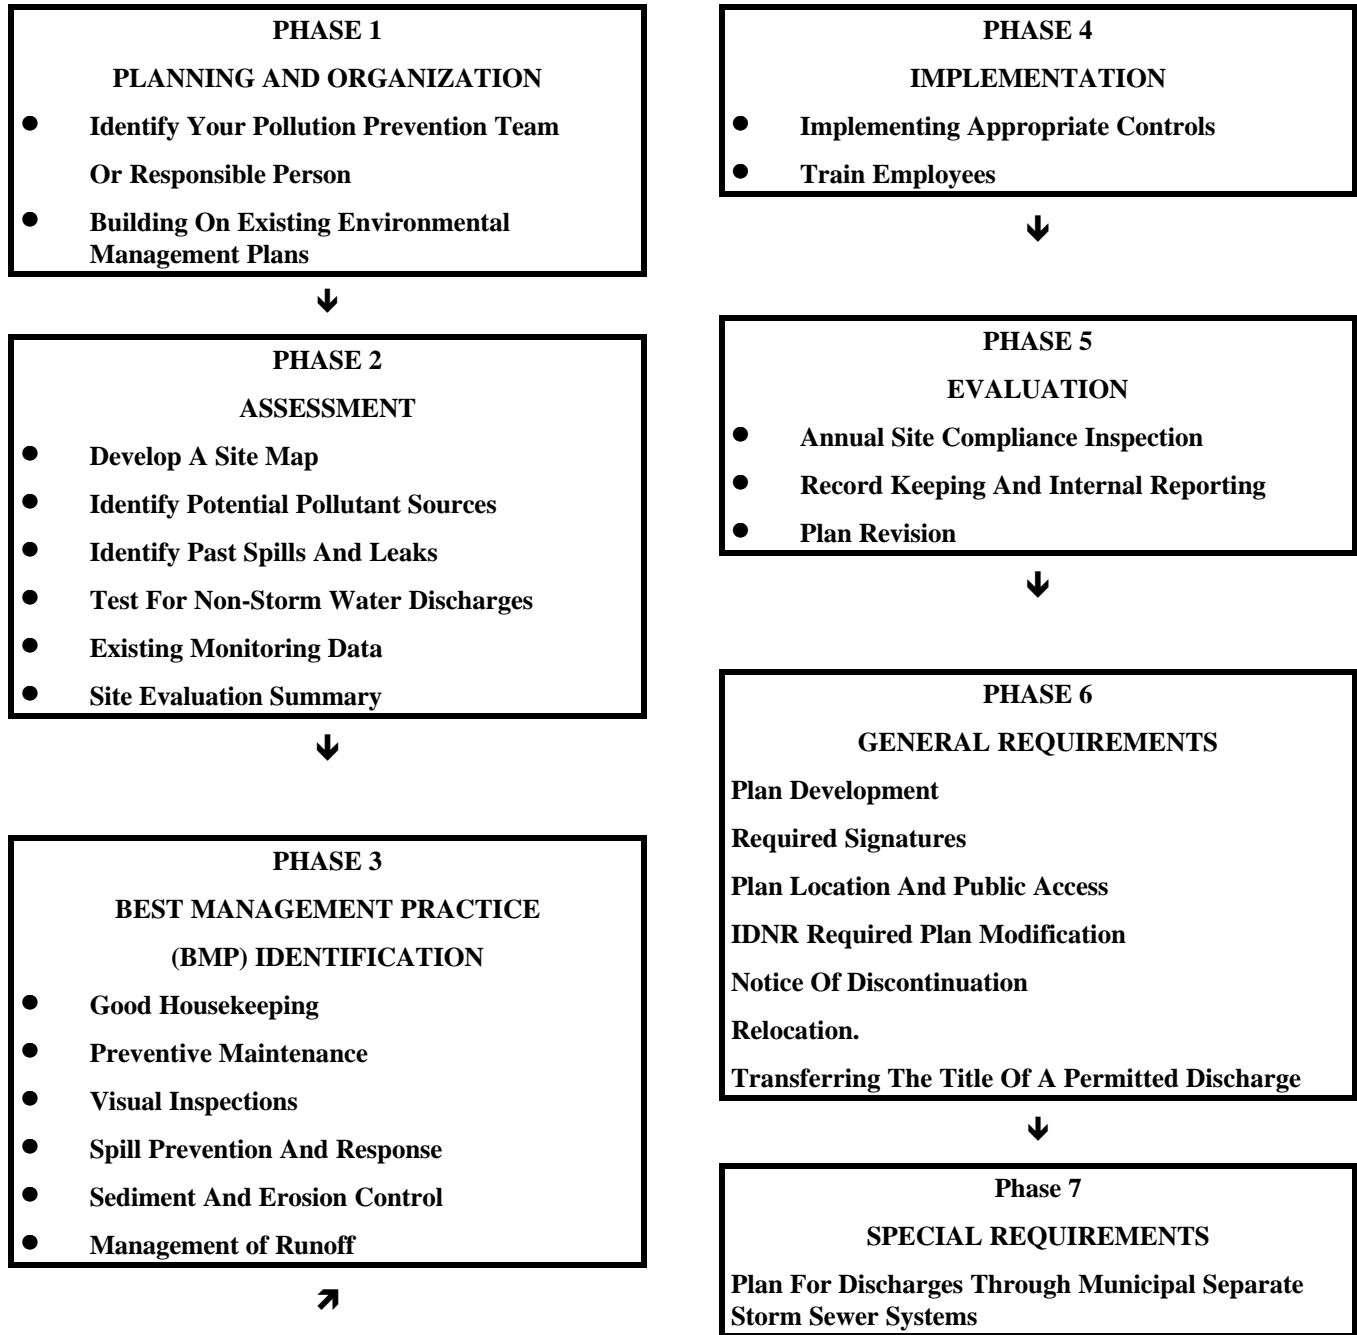 PHASE 1
PLANNING AND ORGANIZATION
● Identify Your Pollution Prevention Team
Or Responsible Person
● Building On Existing Environmental
Management Plans
PHASE 2
ASSESSMENT
● Develop A Site Map
● Identify Potential Pollutant Sources
● Identify Past Spills And Leaks
● Test For Non-Storm Water Discharges
● Existing Monitoring Data
● Site Evaluation Summary
PHASE 3
BEST MANAGEMENT PRACTICE
(BMP) IDENTIFICATION
● Good Housekeeping
● Preventive Maintenance
● Visual Inspections
● Spill Prevention And Response
● Sediment And Erosion Control
● Management of Runoff
PHASE 4
IMPLEMENTATION
● Implementing Appropriate Controls
● Train Employees
PHASE 5
EVALUATION
● Annual Site Compliance Inspection
● Record Keeping And Internal Reporting
● Plan Revision
PHASE 6
GENERAL REQUIREMENTS
Plan Development
Required Signatures
Plan Location And Public Access
IDNR Required Plan Modification
Notice Of Discontinuation
Relocation.
Transferring The Title Of A Permitted Discharge
Phase 7
SPECIAL REQUIREMENTS
Plan For Discharges Through Municipal Separate
Storm Sewer Systems